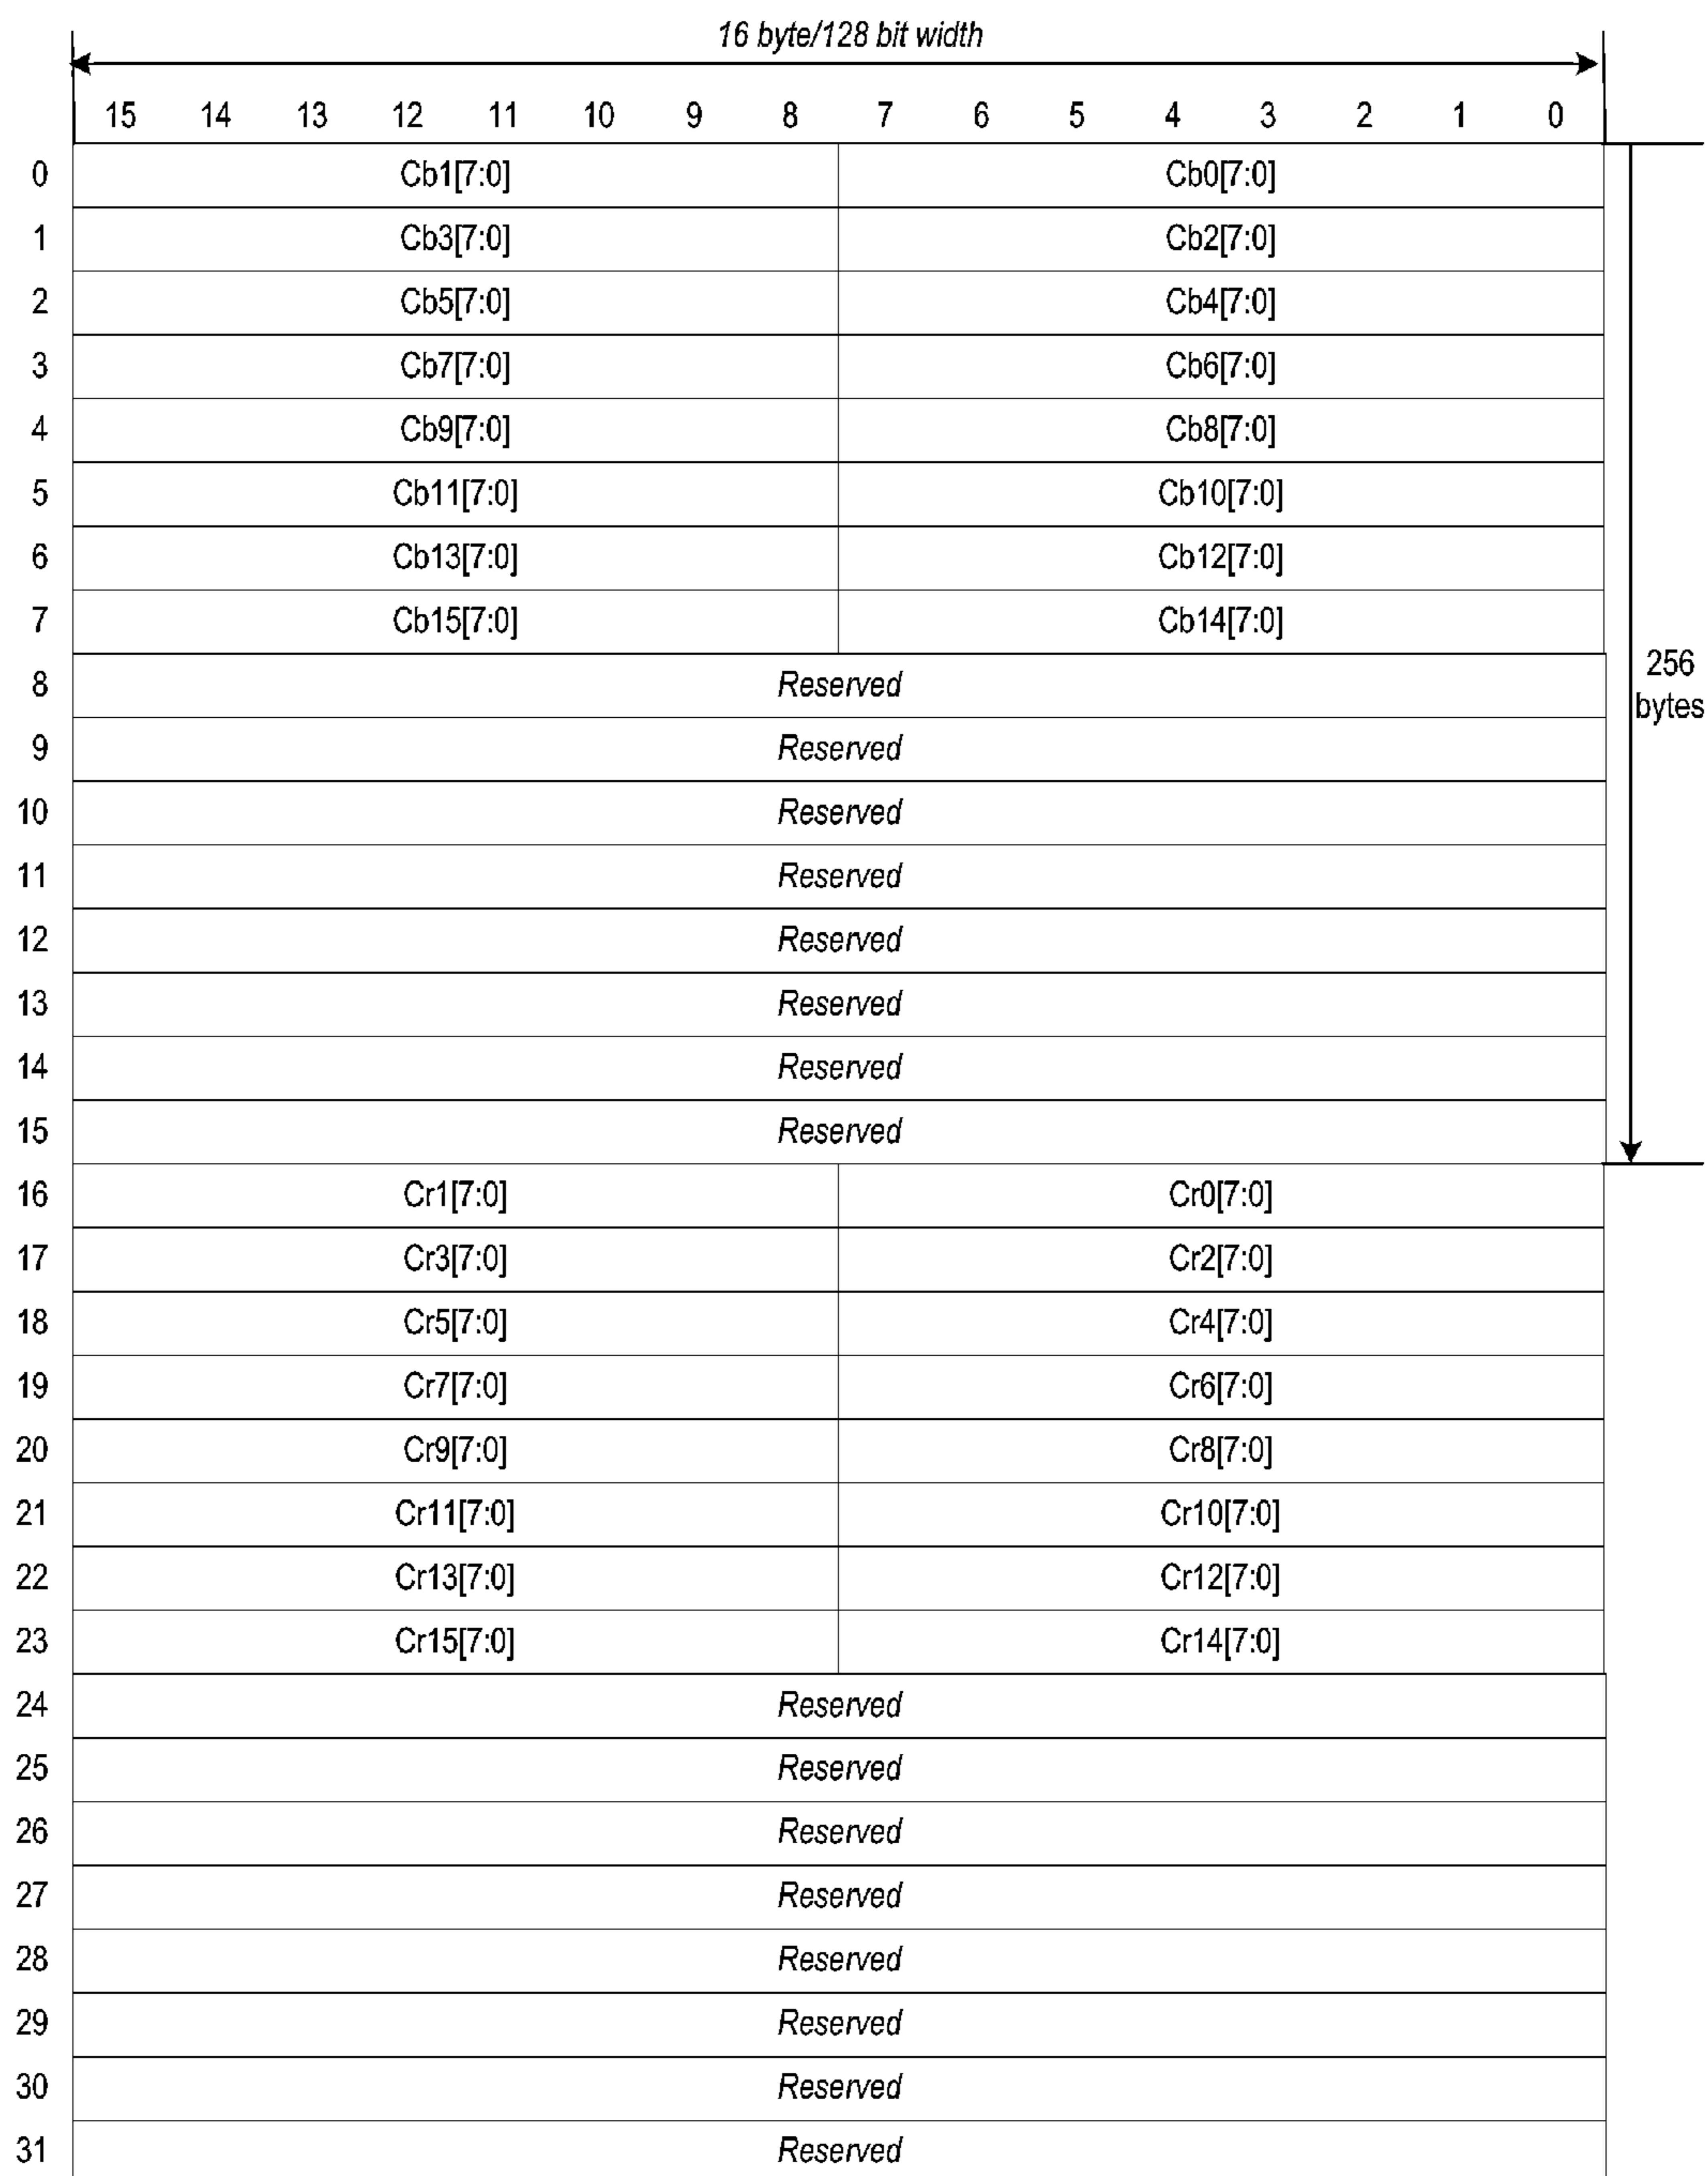 16 byte/128 bit width
15 14 13 12 11 10 9 8 7 6 5 4 3 2 1 0
0 Cb1[7:0] Cb0[7:0]
1 Cb3[7:0] Cb2[7:0]
2 Cb5[7:0] Cb4[7:0]
3 Cb7[7:0] Cb6[7:0]
4 Cb9[7:0] Cb8[7:0]
5 Cb11[7:0] Cb10[7:0]
6 Cb13[7:0] Cb12[7:0]
7 Cb15[7:0] Cb14[7:0]
8 Reserved
256
bytes
9 Reserved
10 Reserved
11 Reserved
12 Reserved
13 Reserved
14 Reserved
15 Reserved
16 Cr1[7:0] Cr0[7:0]
17 Cr3[7:0] Cr2[7:0]
18 Cr5[7:0] Cr4[7:0]
19 Cr7[7:0] Cr6[7:0]
20 Cr9[7:0] Cr8[7:0]
21 Cr11[7:0] Cr10[7:0]
22 Cr13[7:0] Cr12[7:0]
23 Cr15[7:0] Cr14[7:0]
24 Reserved
25 Reserved
26 Reserved
27 Reserved
28 Reserved
29 Reserved
30 Reserved
31 Reserved